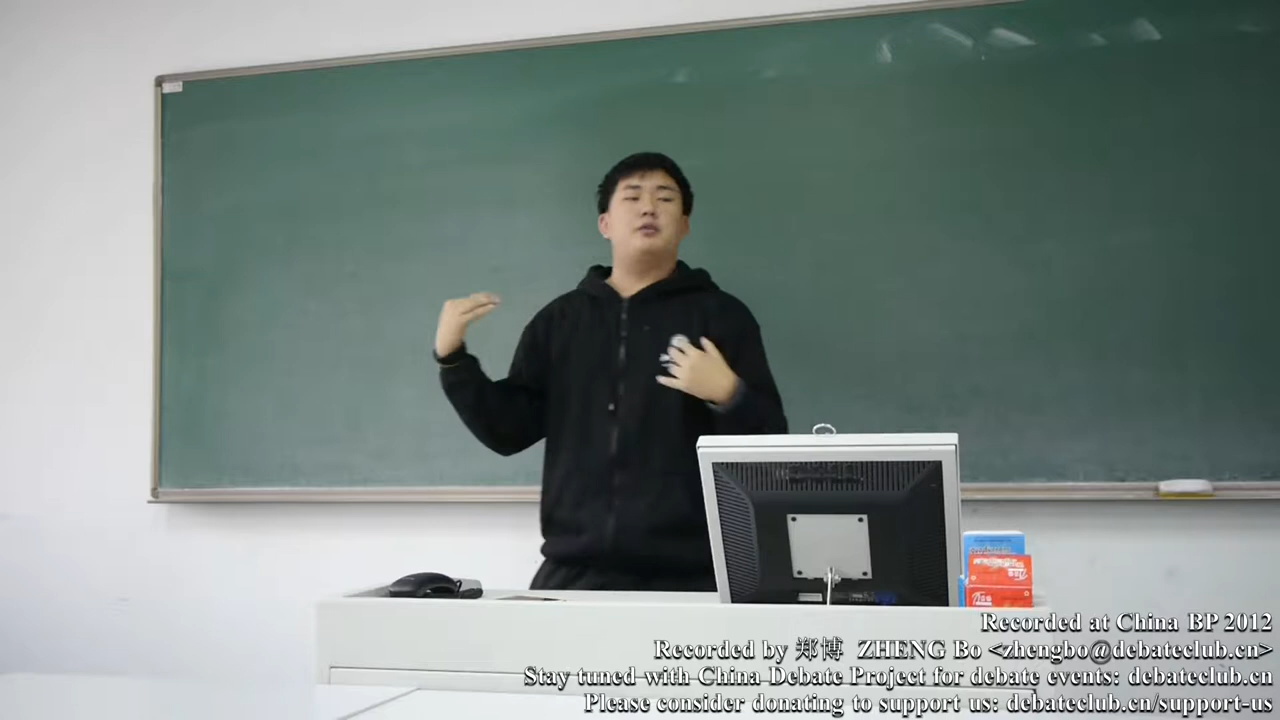 Recorded at China BP 2012
Recorded by 郑博 ZHENG Bo <zhengbo@debateclub.cn>
Stay tuned with China Debate Project for debate events: debateclub.cn
Please consider donating to support us: debateclub.cn/support-us